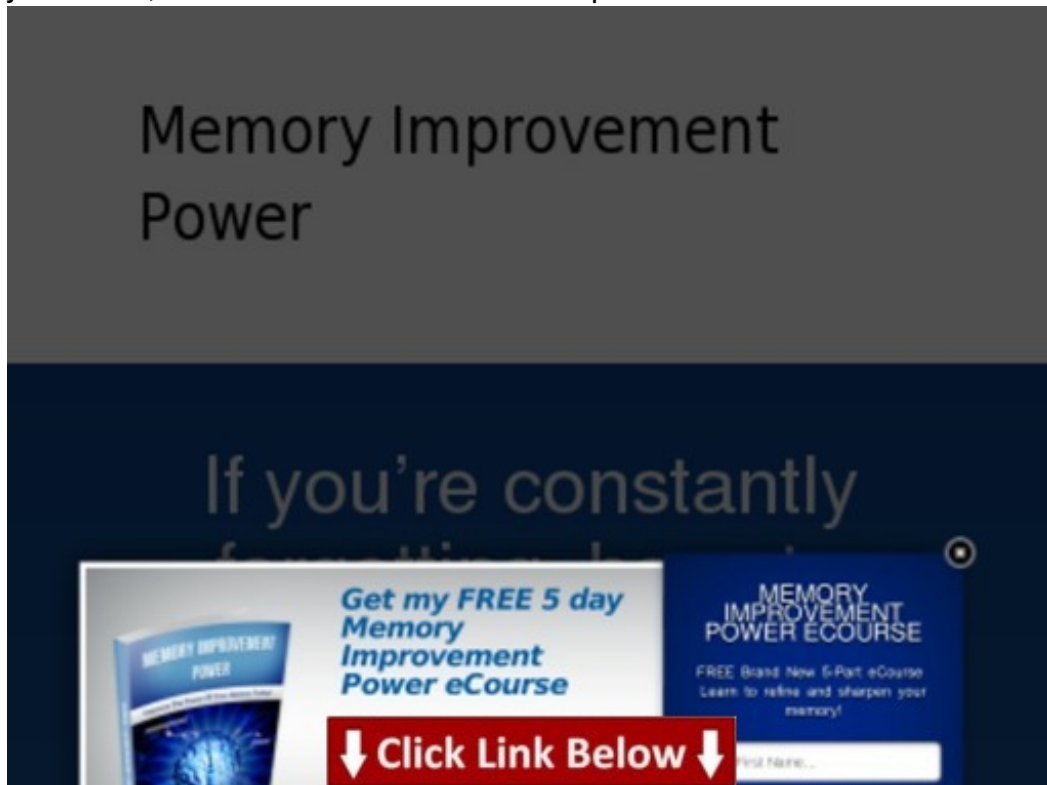 Memory Improvement
Power
If you're constantly
Get my FREE 5 day
Memory
Improvement
Power eCourse
MEMORY IMPROVEMENT
POWER
Click Link Below
MEMORY
IMPROVEMENT
POWER ECOURSE
FREE Brand New 5-Part eCourse
Learn to refine and sharpen your
memory!
First Name...